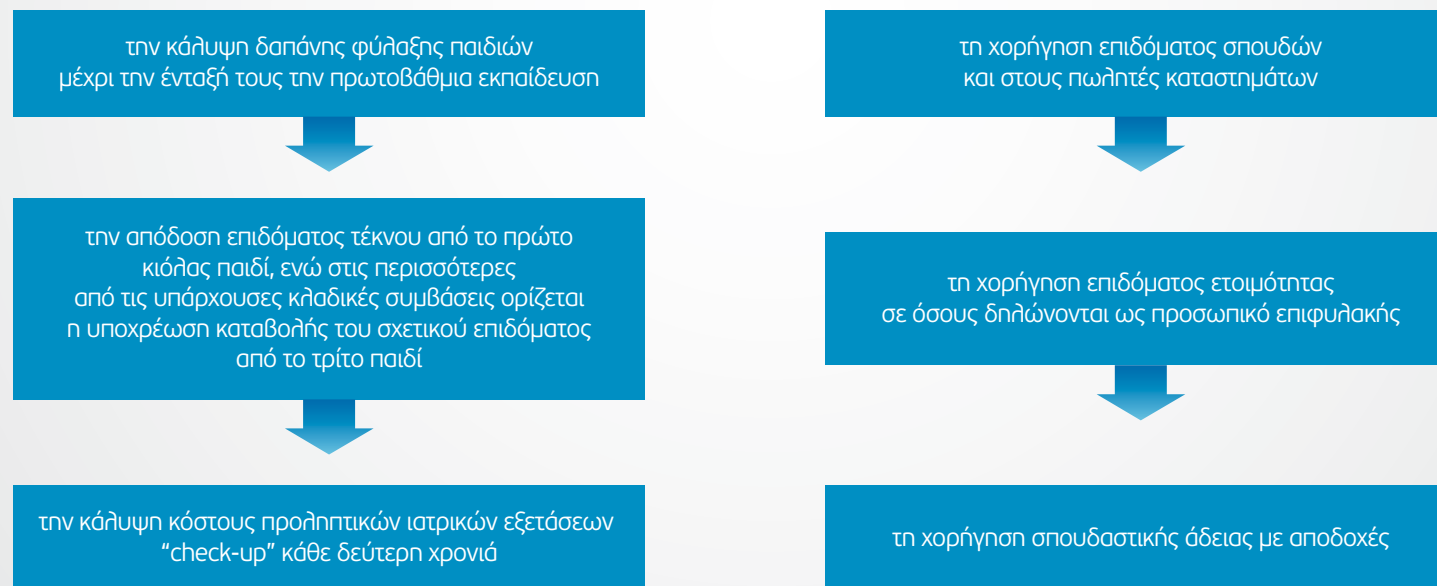 την κάλυψη δαπάνης φύλαξης παιδιών
μέχρι την ένταξή τους την πρωτοβάθμια εκπαίδευση
την απόδοση επιδόματος τέκνου από το πρώτο
κιόλας παιδί, ενώ στις περισσότερες
από τις υπάρχουσες κλαδικές συμβάσεις ορίζεται
η υποχρέωση καταβολής του σχετικού επιδόματος
από το τρίτο παιδί
την κάλυψη κόστους προληπτικών ιατρικών εξετάσεων
“check-up” κάθε δεύτερη χρονιά
τη χορήγηση επιδόματος σπουδών
και στους πωλητές καταστημάτων
τη χορήγηση επιδόματος ετοιμότητας
σε όσους δηλώνονται ως προσωπικό επιφυλακής
τη χορήγηση σπουδαστικής άδειας με αποδοχές